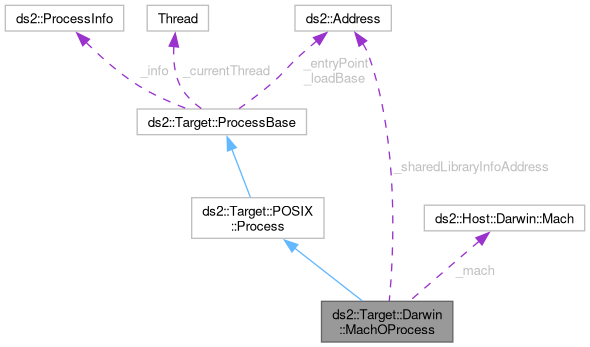 ds2::ProcessInfo
Thread
ds2::Address
_info
_currentThread
_entryPoint
_loadBase
ds2::Target::ProcessBase
_sharedLibraryInfoAddress
ds2::Target::POSIX
::Process
ds2::Host::Darwin::Mach
_mach
ds2::Target::Darwin
::MachOProcess